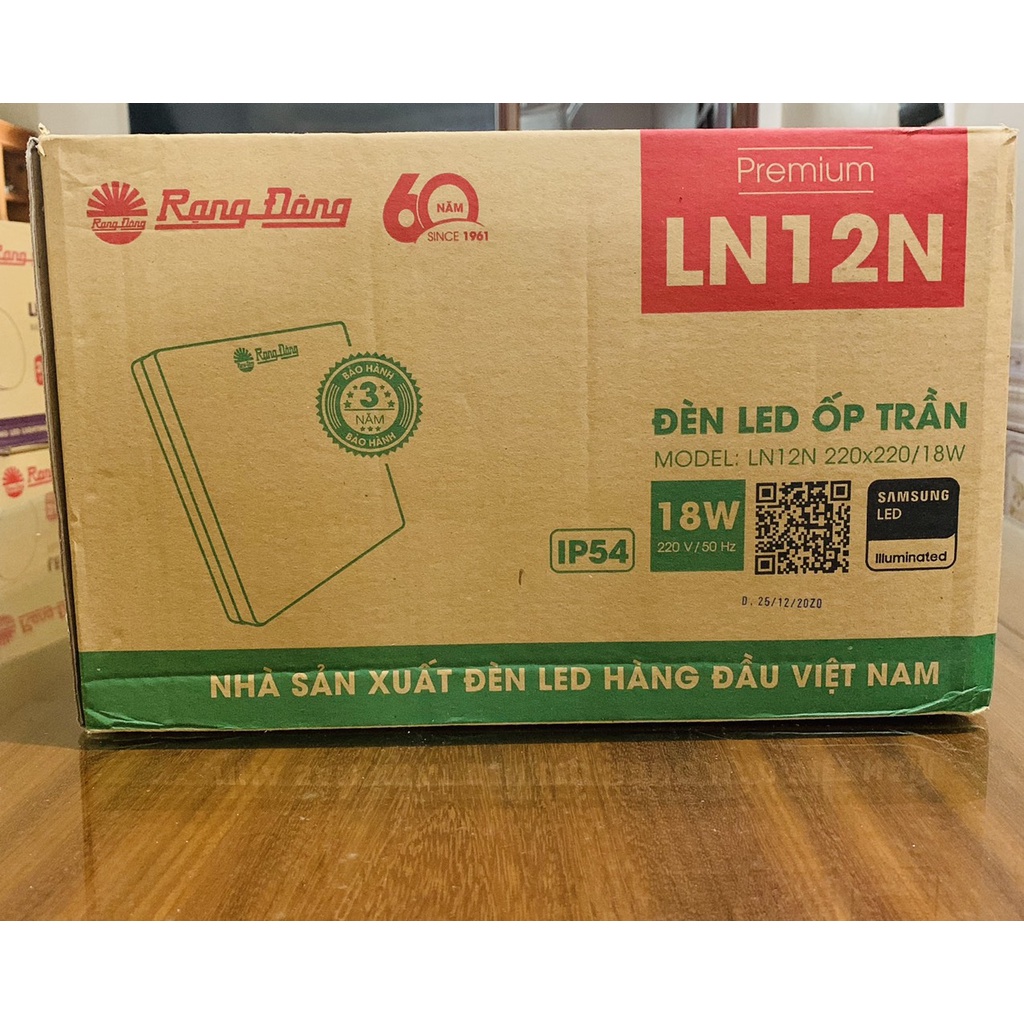 Rạng Đông
Rạng Đông
60 NĂM
SINCE 1961
Premium
LN12N
Rạng Đông
BẢO HÀNH
3
NĂM
BẢO HÀNH
ĐÈN LED ỐP TRẦN
MODEL: LN12N 220x220/18W
IP54
18W
220 V/50 Hz
SAMSUNG
LED
Illuminated
D. 25/12/2020
NHÀ SẢN XUẤT ĐÈN LED HÀNG ĐẦU VIỆT NAM